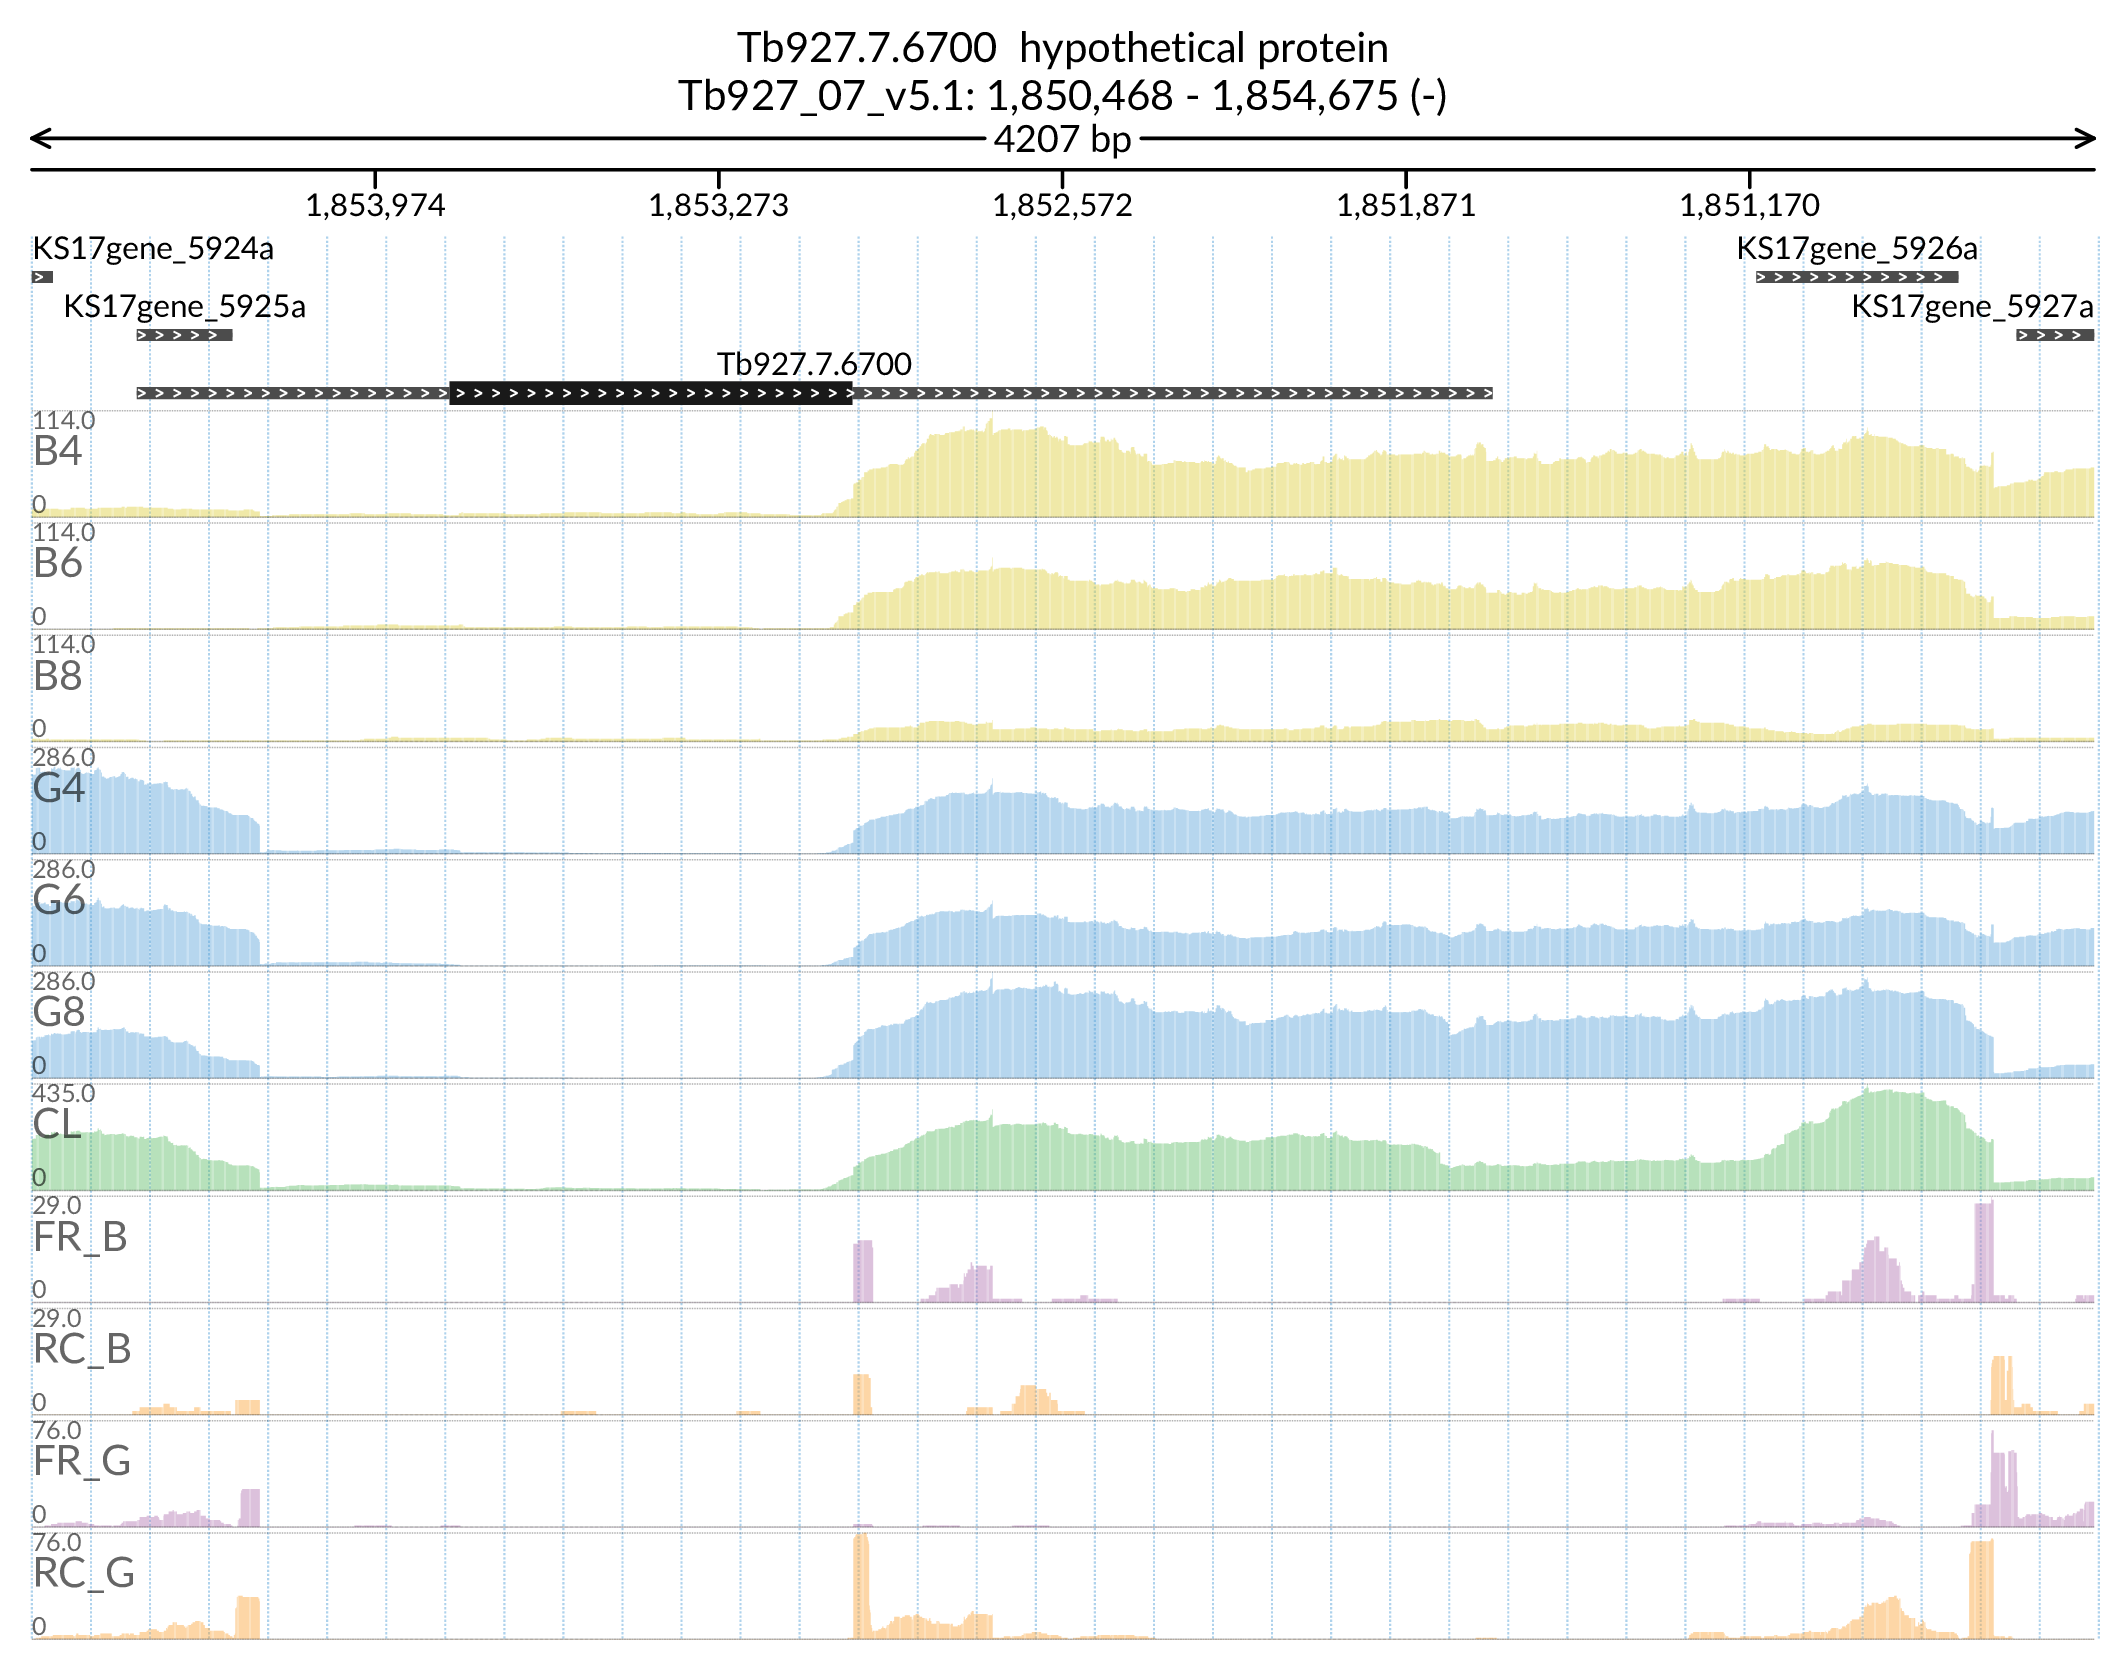 Tb927.7.6700  hypothetical protein
Tb927_07_v5.1: 1,850,468 - 1,854,675 (-)
4207 bp
1,853,974 1,853,273 1,852,572 1,851,871 1,851,170
KS17gene_5924a KS17gene_5926a
KS17gene_5925a KS17gene_5927a
Tb927.7.6700
114.0
B4
0
114.0
B6
0
114.0
B8
0
286.0
G4
0
286.0
G6
0
286.0
G8
0
435.0
CL
0
29.0
FR_B
0
29.0
RC_B
0
76.0
FR_G
0
76.0
RC_G
0